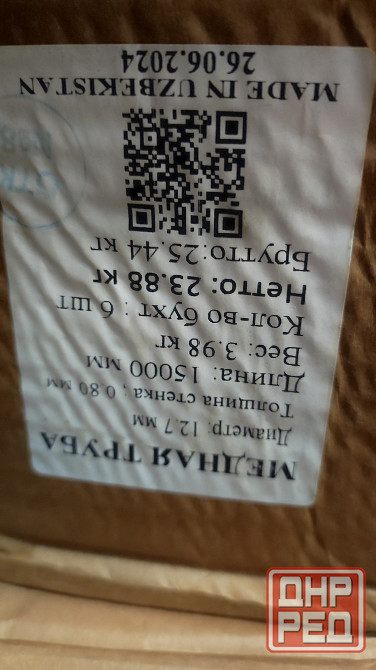 МЕДНАЯ ТРУБА
Диаметр: 12.7 мм
Толщина стенка : 0.80 мм
Длина: 15000 мм
Вес: 3.98 кг
Кол-во бухт : 6 шт
Нетто: 23.88 кг
Брутто:25.44 кг
MADE IN UZBEKISTAN
26.06.2024
ОТК
ДНР
РЕД